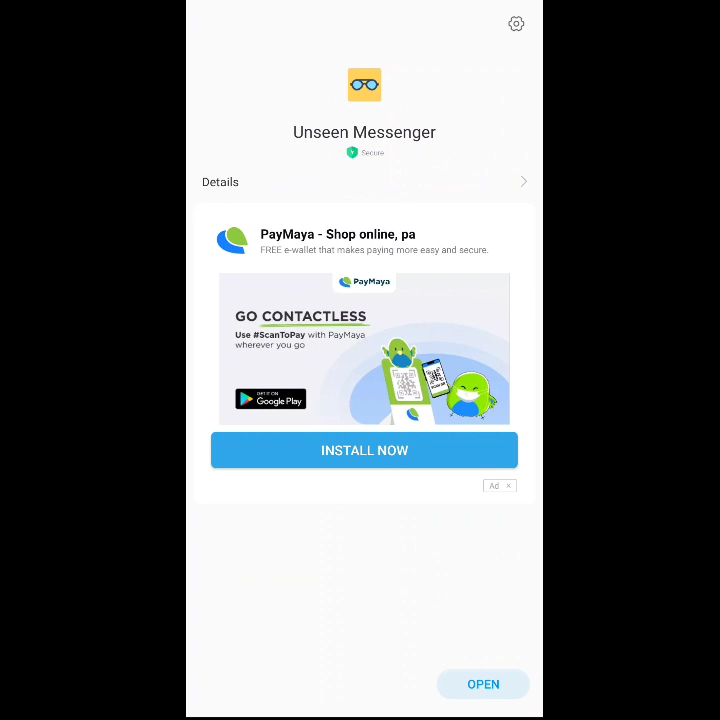 Unseen Messenger
Secure
Details
PayMaya - Shop online, pa
FREE e-wallet that makes paying more easy and secure.
PayMaya
GO CONTACTLESS
Use #ScanToPay with PayMaya
wherever you go
GET IT ON
Google Play
INSTALL NOW
Ad
OPEN